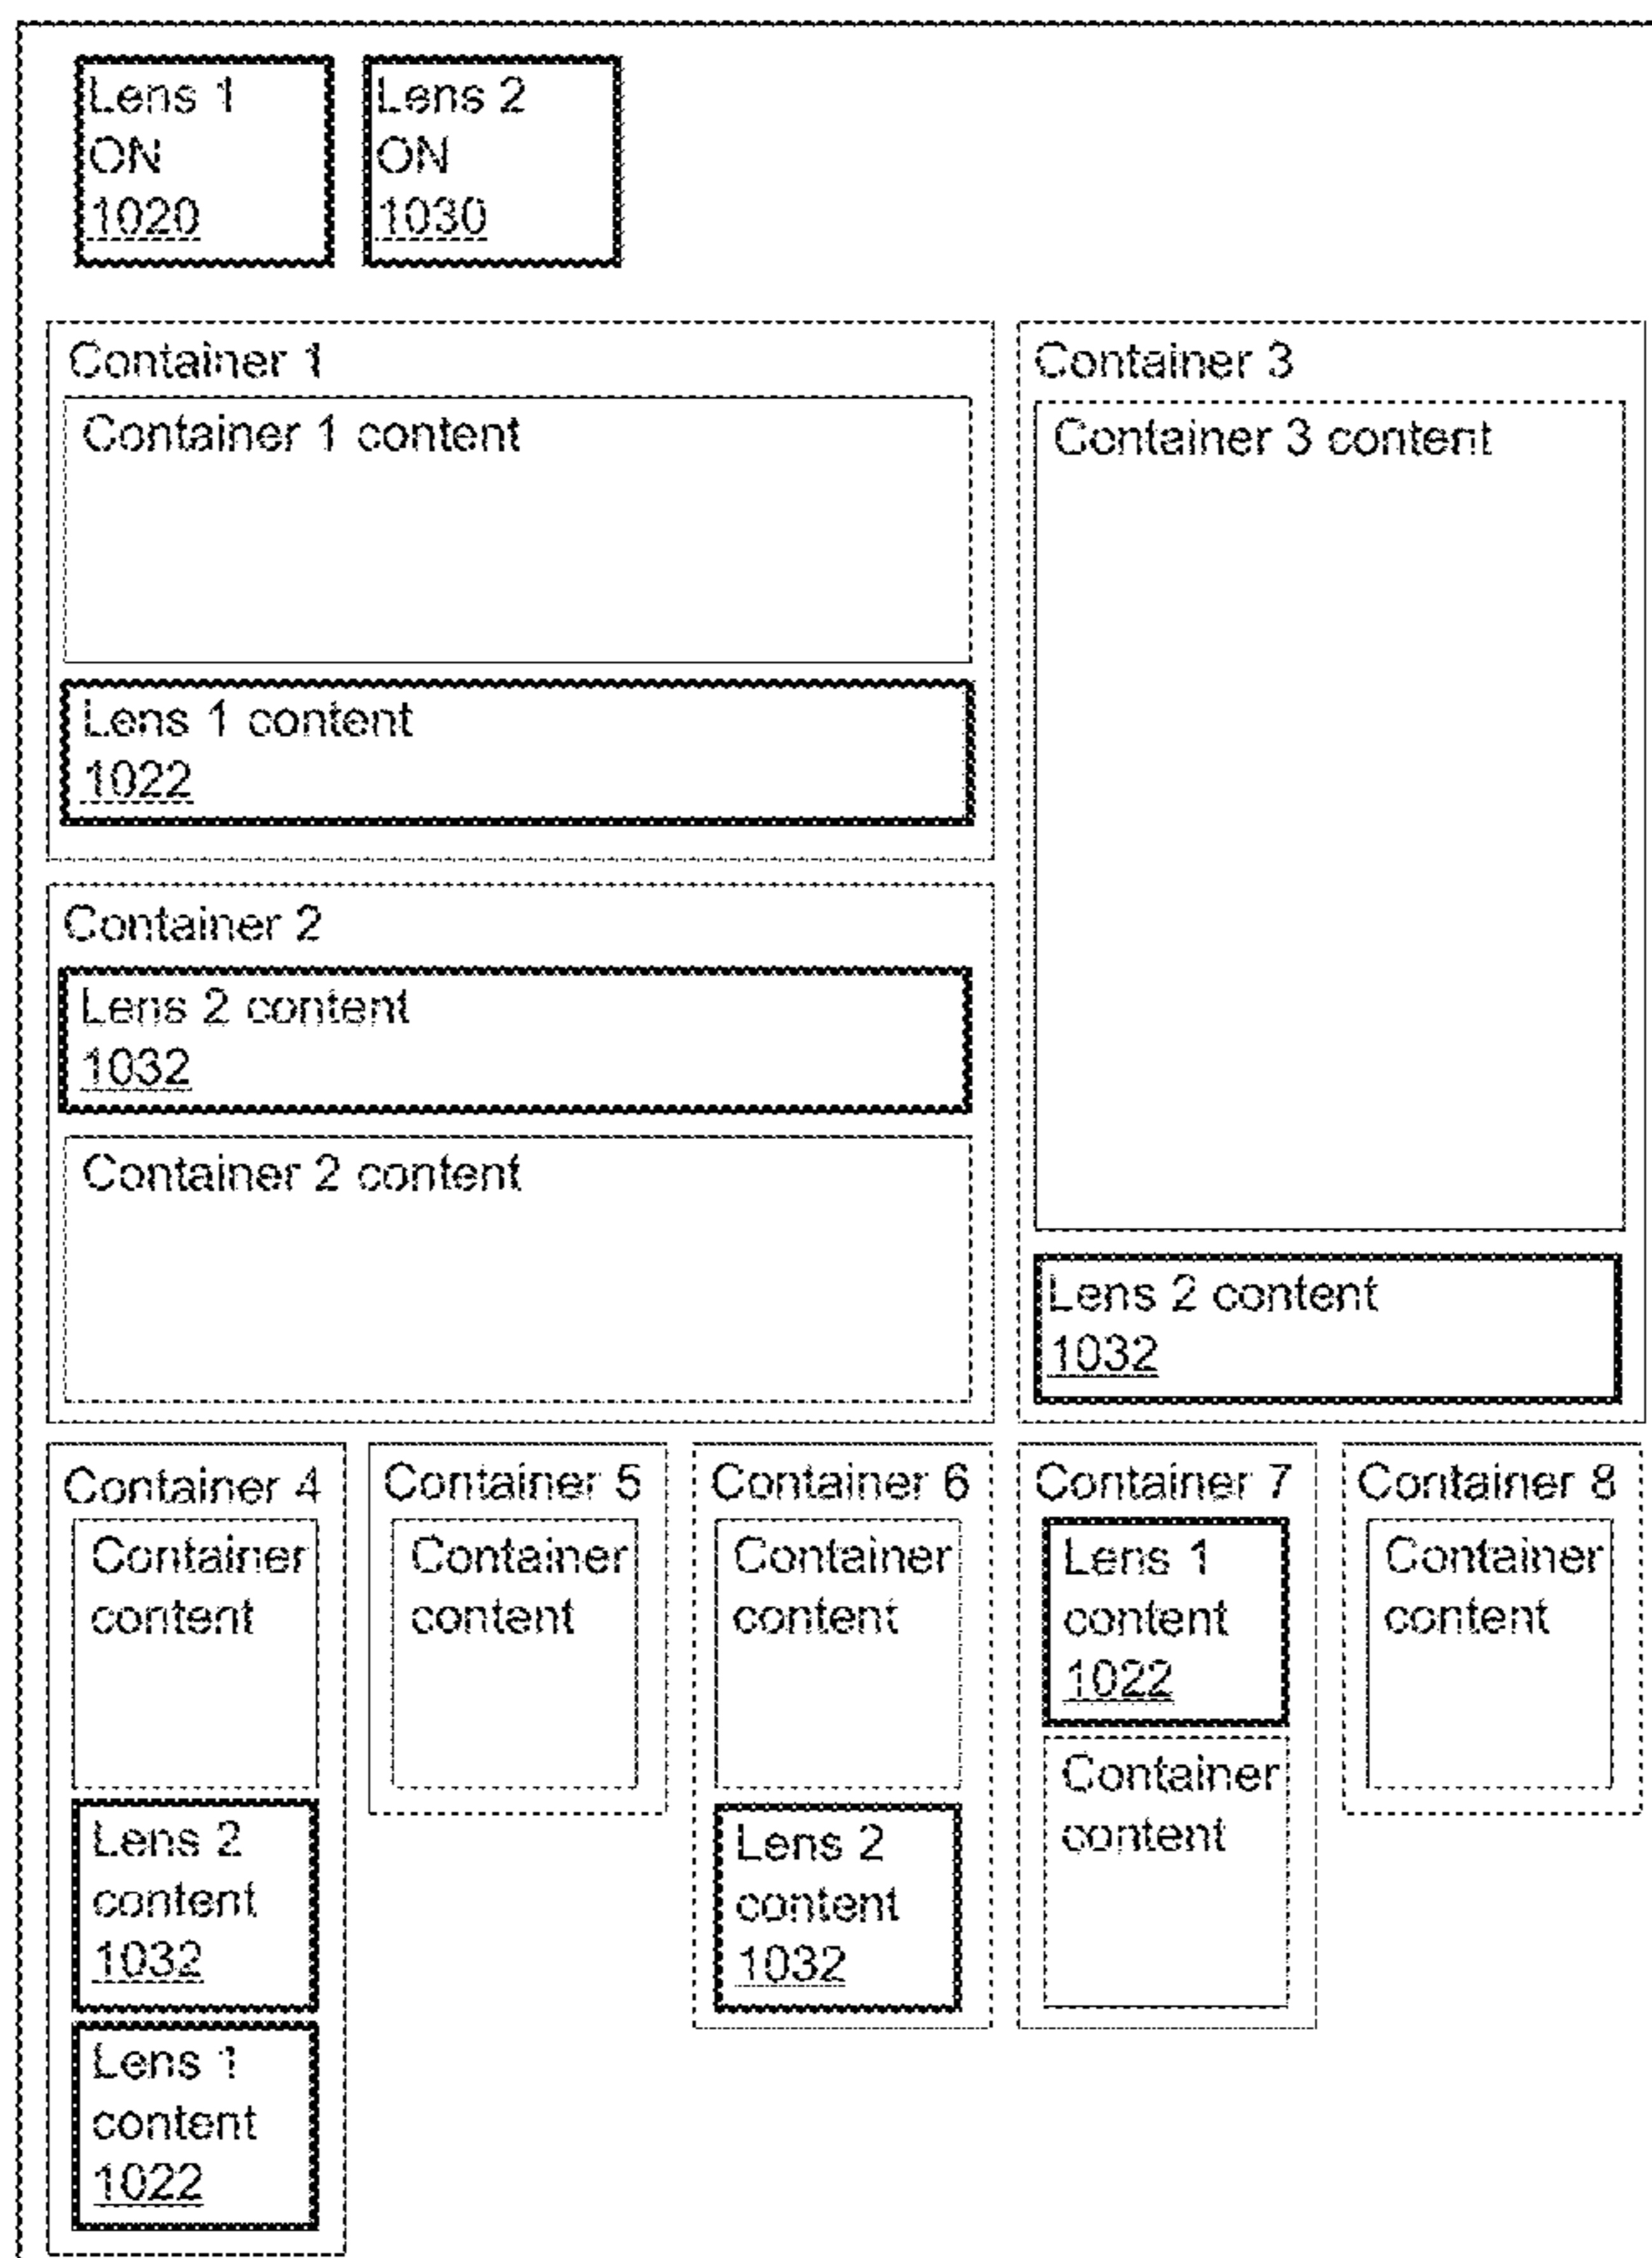 Lens 1
ON
1020
Lens 2
ON
1030
Container 1
Container 1 content
Lens 1 content
1022
Container 2
Lens 2 content
1032
Container 2 content
Container 3
Container 3 content
Lens 2 content
1032
Container 4
Container
content
Lens 2
content
1032
Lens 1
content
1022
Container 5
Container
content
Container 6
Container
content
Lens 2
content
1032
Container 7
Lens 1
content
1022
Container
content
Container 8
Container
content